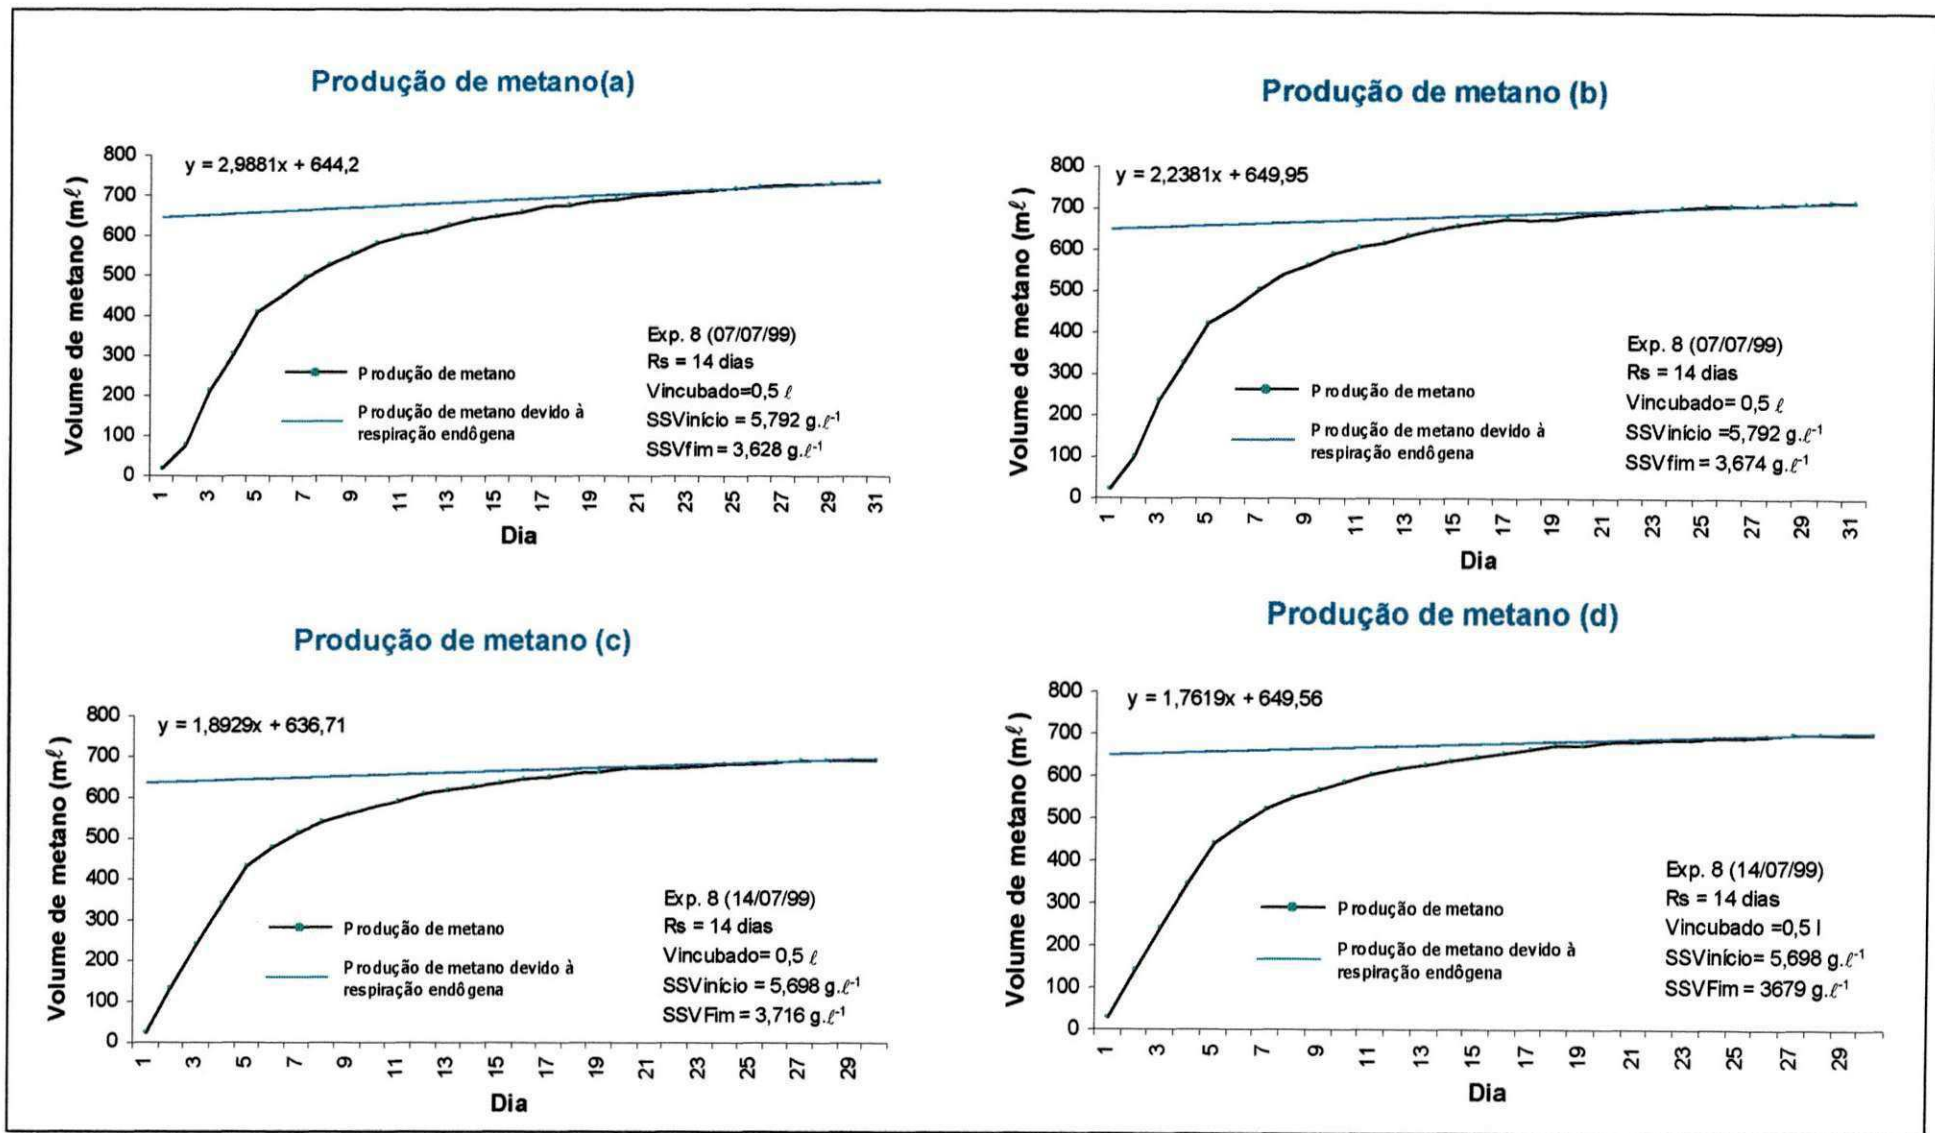 Produção de metano(a)
y = 2,9881x + 644,2
Volume de metano (mℓ)
800
700
600
500
400
300
200
100
0
Produção de metano
Produção de metano devido à
respiração endôgena
Exp. 8 (07/07/99)
Rs = 14 dias
Vincubado=0,5 ℓ
SSVinício = 5,792 g.ℓ⁻¹
SSVfim = 3,628 g.ℓ⁻¹
1 3 5 7 9 11 13 15 17 19 21 23 25 27 29 31
Dia
Produção de metano (b)
y = 2,2381x + 649,95
Volume de metano (mℓ)
800
700
600
500
400
300
200
100
0
Produção de metano
Produção de metano devido à
respiração endôgena
Exp. 8 (07/07/99)
Rs = 14 dias
Vincubado= 0,5 ℓ
SSVinício =5,792 g.ℓ⁻¹
SSVfim = 3,674 g.ℓ⁻¹
1 3 5 7 9 11 13 15 17 19 21 23 25 27 29 31
Dia
Produção de metano (c)
y = 1,8929x + 636,71
Volume de metano (mℓ)
800
700
600
500
400
300
200
100
0
Produção de metano
Produção de metano devido à
respiração endôgena
Exp. 8 (14/07/99)
Rs = 14 dias
Vincubado= 0,5 ℓ
SSVinício = 5,698 g.ℓ⁻¹
SSVFim = 3,716 g.ℓ⁻¹
1 3 5 7 9 11 13 15 17 19 21 23 25 27 29
Dia
Produção de metano (d)
y = 1,7619x + 649,56
Volume de metano (mℓ)
800
700
600
500
400
300
200
100
0
Produção de metano
Produção de metano devido à
respiração endôgena
Exp. 8 (14/07/99)
Rs = 14 dias
Vincubado =0,5 l
SSVinício= 5,698 g.ℓ⁻¹
SSVFim = 3679 g.ℓ⁻¹
1 3 5 7 9 11 13 15 17 19 21 23 25 27 29
Dia